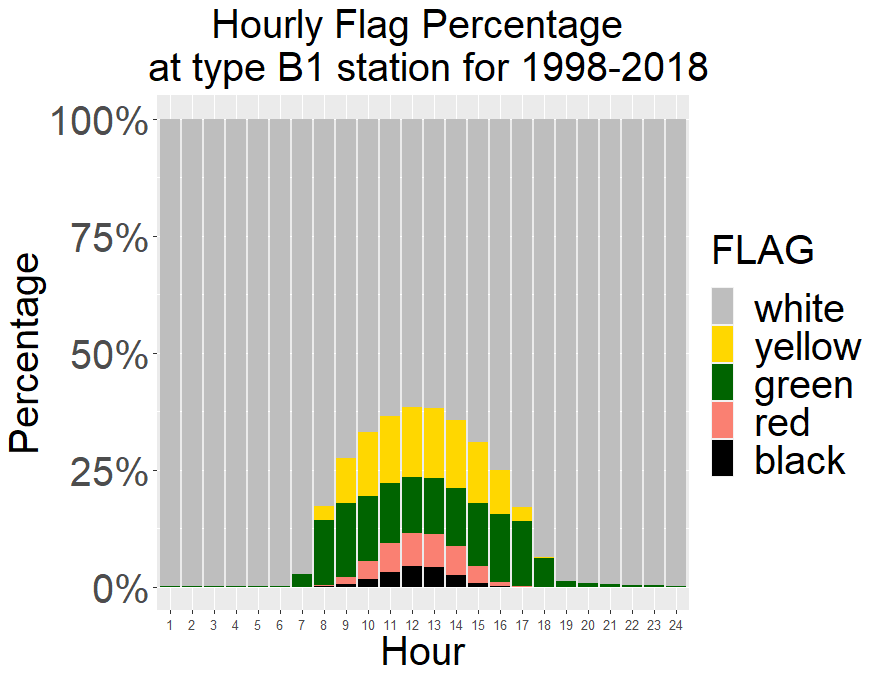 Hourly Flag Percentage
at type B1 station for 1998-2018
Percentage
100%
75%
50%
25%
0%
1 2 3 4 5 6 7 8 9 10 11 12 13 14 15 16 17 18 19 20 21 22 23 24
Hour
FLAG
white
yellow
green
red
black